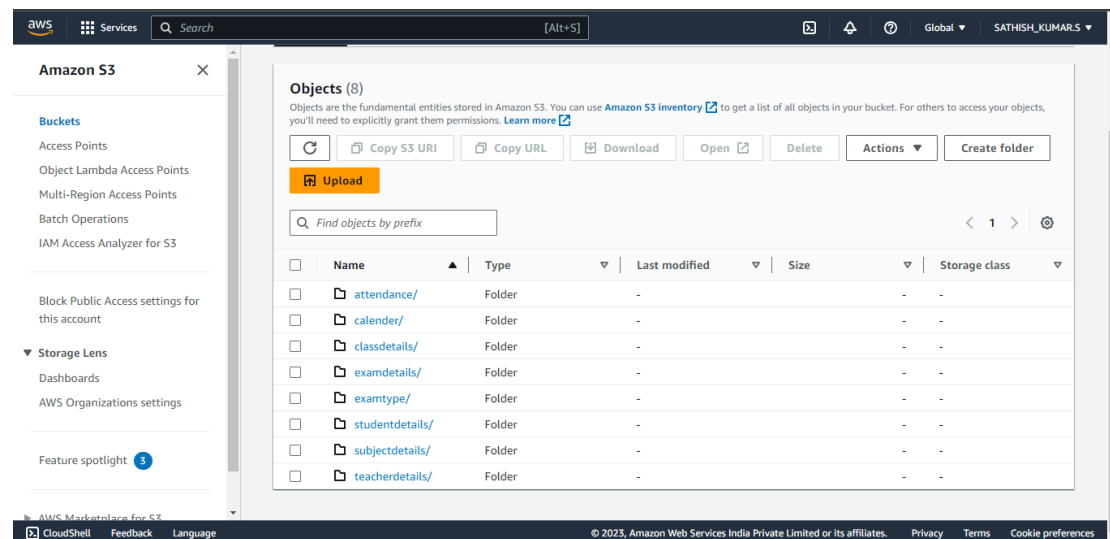 aws Services Search [Alt+S] Global ▼ SATHISH_KUMAR.S ▼
Amazon S3
Buckets
Access Points
Object Lambda Access Points
Multi-Region Access Points
Batch Operations
IAM Access Analyzer for S3
Block Public Access settings for
this account
▼ Storage Lens
Dashboards
AWS Organizations settings
Feature spotlight 3
AWS Marketplace for S3
Objects (8)
Objects are the fundamental entities stored in Amazon S3. You can use Amazon S3 inventory to get a list of all objects in your bucket. For others to access your objects,
you'll need to explicitly grant them permissions. Learn more
Copy S3 URI Copy URL Download Open Delete Actions ▼ Create folder
Upload
Find objects by prefix < 1 >
Name ▲ Type Last modified Size Storage class
attendance/ Folder - - -
calender/ Folder - - -
classdetails/ Folder - - -
examdetails/ Folder - - -
examtype/ Folder - - -
studentdetails/ Folder - - -
subjectdetails/ Folder - - -
teacherdetails/ Folder - - -
CloudShell Feedback Language © 2023, Amazon Web Services India Private Limited or its affiliates. Privacy Terms Cookie preferences